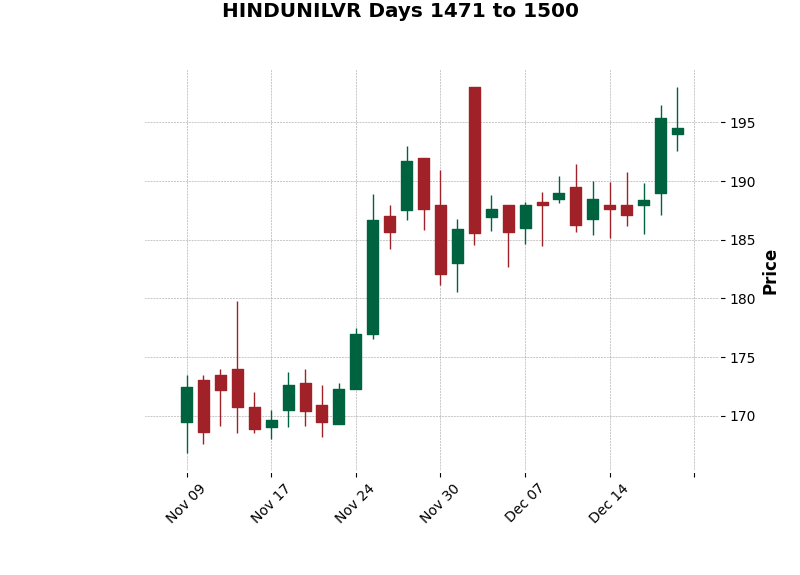 HINDUNILVR Days 1471 to 1500
195
190
185
180
175
170
Price
Nov 09
Nov 17
Nov 24
Nov 30
Dec 07
Dec 14